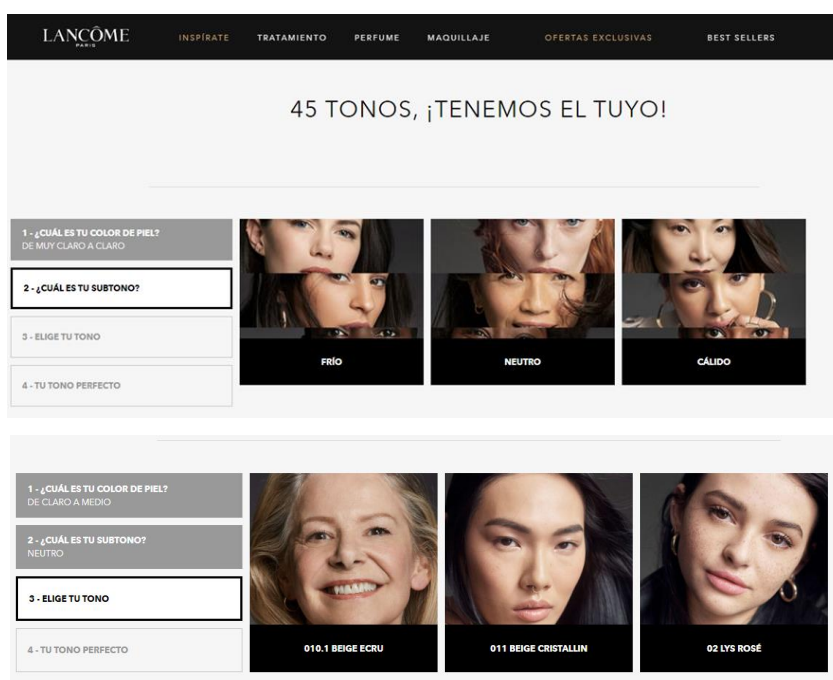 LANCÔME
PARIS
INSPÍRATE
TRATAMIENTO
PERFUME
MAQUILLAJE
OFERTAS EXCLUSIVAS
BEST SELLERS
45 TONOS, ¡TENEMOS EL TUYO!
1 - ¿CUÁL ES TU COLOR DE PIEL?
DE MUY CLARO A CLARO
2 - ¿CUÁL ES TU SUBTONO?
3 - ELIGE TU TONO
4 - TU TONO PERFECTO
FRÍO
NEUTRO
CÁLIDO
1 - ¿CUÁL ES TU COLOR DE PIEL?
DE CLARO A MEDIO
2 - ¿CUÁL ES TU SUBTONO?
NEUTRO
3 - ELIGE TU TONO
4 - TU TONO PERFECTO
010.1 BEIGE ECRU
011 BEIGE CRISTALLIN
02 LYS ROSÉ